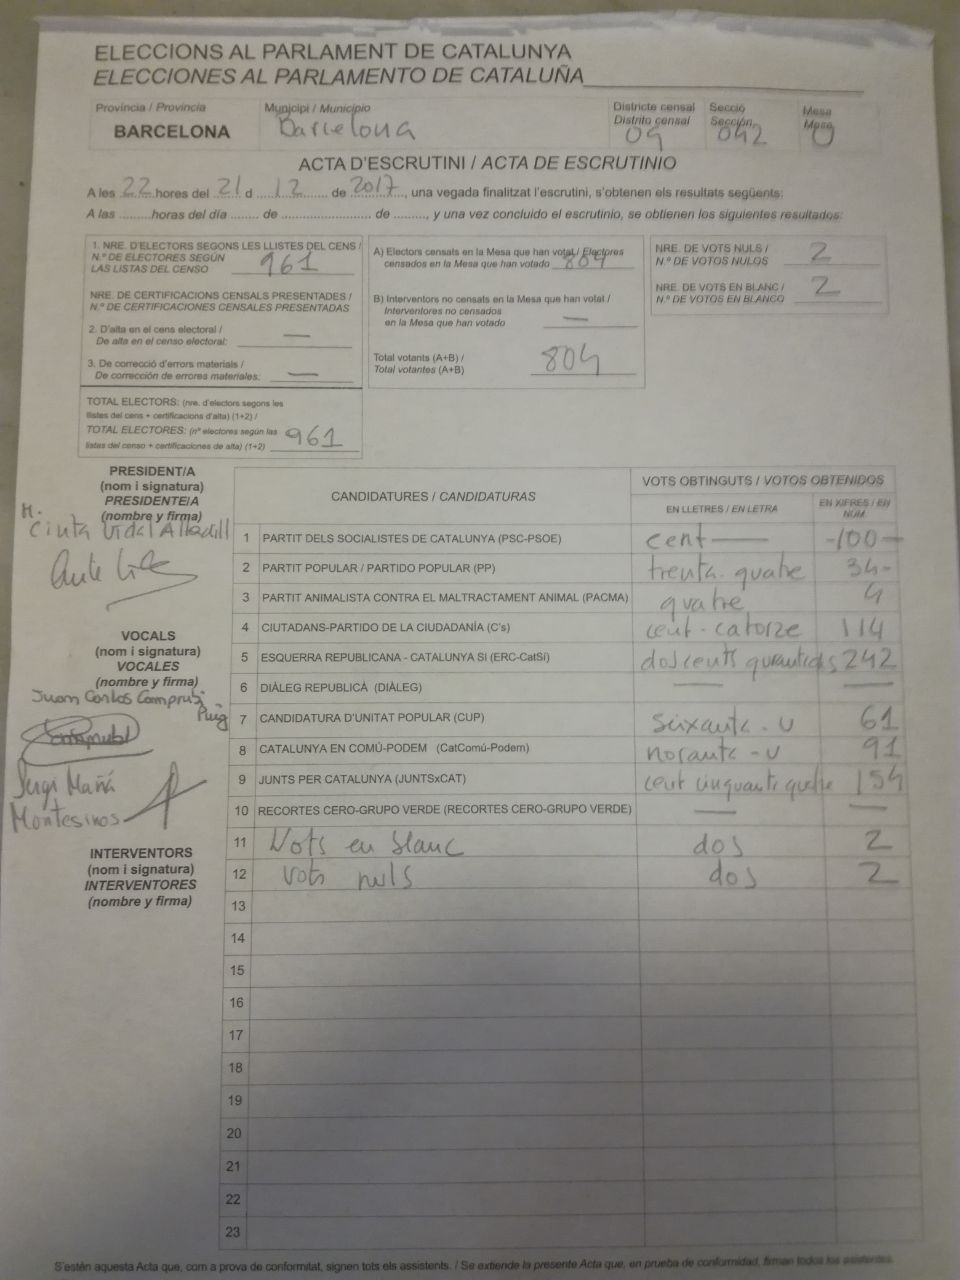 ELECCIONS AL PARLAMENT DE CATALUNYA
ELECCIONES AL PARLAMENTO DE CATALUÑA
Província / Provincia
BARCELONA
Municipi / Municipio
Barcelona
Districte censal
Distrito censal
09
Secció
Sección
042
Mesa
Mesa
U
ACTA D'ESCRUTINI / ACTA DE ESCRUTINIO
A les 22 hores del 21 d 12 de 2017, una vegada finalitzat l'escrutini, s'obtenen els resultats següents:
A las .........horas del día ........ de ........................ de ........., y una vez concluido el escrutinio, se obtienen los siguientes resultados:
1. NRE. D'ELECTORS SEGONS LES LLISTES DEL CENS /
N.º DE ELECTORES SEGÚN
LAS LISTAS DEL CENSO 961
NRE. DE CERTIFICACIONS CENSALS PRESENTADES /
N.º DE CERTIFICACIONES CENSALES PRESENTADAS
2. D'alta en el cens electoral /
De alta en el censo electoral: —
3. De correcció d'errors materials /
De corrección de errores materiales: —
TOTAL ELECTORS: (nre. d'electors segons les
llistes del cens + certificacions d'alta) (1+2) /
TOTAL ELECTORES: (nº electores según las
listas del censo + certificaciones de alta) (1+2) 961
A) Electors censats en la Mesa que han votat / Electores
censados en la Mesa que han votado 804
B) Interventors no censats en la Mesa que han votat /
Interventores no censados
en la Mesa que han votado —
Total votants (A+B) /
Total votantes (A+B) 804
NRE. DE VOTS NULS /
N.º DE VOTOS NULOS 2
NRE. DE VOTS EN BLANC /
N.º DE VOTOS EN BLANCO 2
PRESIDENT/A
(nom i signatura)
PRESIDENTE/A
(nombre y firma)
M.
Cinta Vidal Alladill
VOCALS
(nom i signatura)
VOCALES
(nombre y firma)
Juan Carlos Comprubí
Puig
Sergi Mañá
Montesinos
INTERVENTORS
(nom i signatura)
INTERVENTORES
(nombre y firma)
CANDIDATURES / CANDIDATURAS
VOTS OBTINGUTS / VOTOS OBTENIDOS
EN LLETRES / EN LETRA
EN XIFRES / EN
NÚM.
1 PARTIT DELS SOCIALISTES DE CATALUNYA (PSC-PSOE) cent — -100-
2 PARTIT POPULAR / PARTIDO POPULAR (PP) trenta-quatre 34-
3 PARTIT ANIMALISTA CONTRA EL MALTRACTAMENT ANIMAL (PACMA) quatre 4
4 CIUTADANS-PARTIDO DE LA CIUDADANÍA (C's) cent-catorze 114
5 ESQUERRA REPUBLICANA - CATALUNYA SI (ERC-CatSí) dos cents 242
6 DIÀLEG REPUBLICÀ (DIÀLEG) — —
7 CANDIDATURA D'UNITAT POPULAR (CUP) seixanta-u 61
8 CATALUNYA EN COMÚ-PODEM (CatComú-Podem) noranta-u 91
9 JUNTS PER CATALUNYA (JUNTSxCAT) cent cinquanta quatre 154
10 RECORTES CERO-GRUPO VERDE (RECORTES CERO-GRUPO VERDE) — —
11 Vots en blanc dos 2
12 vots nuls dos 2
13
14
15
16
17
18
19
20
21
22
23
S'estén aquesta Acta que, com a prova de conformitat, signen tots els assistents. / Se extiende la presente Acta que, en prueba de conformidad, firman todos los asistentes.